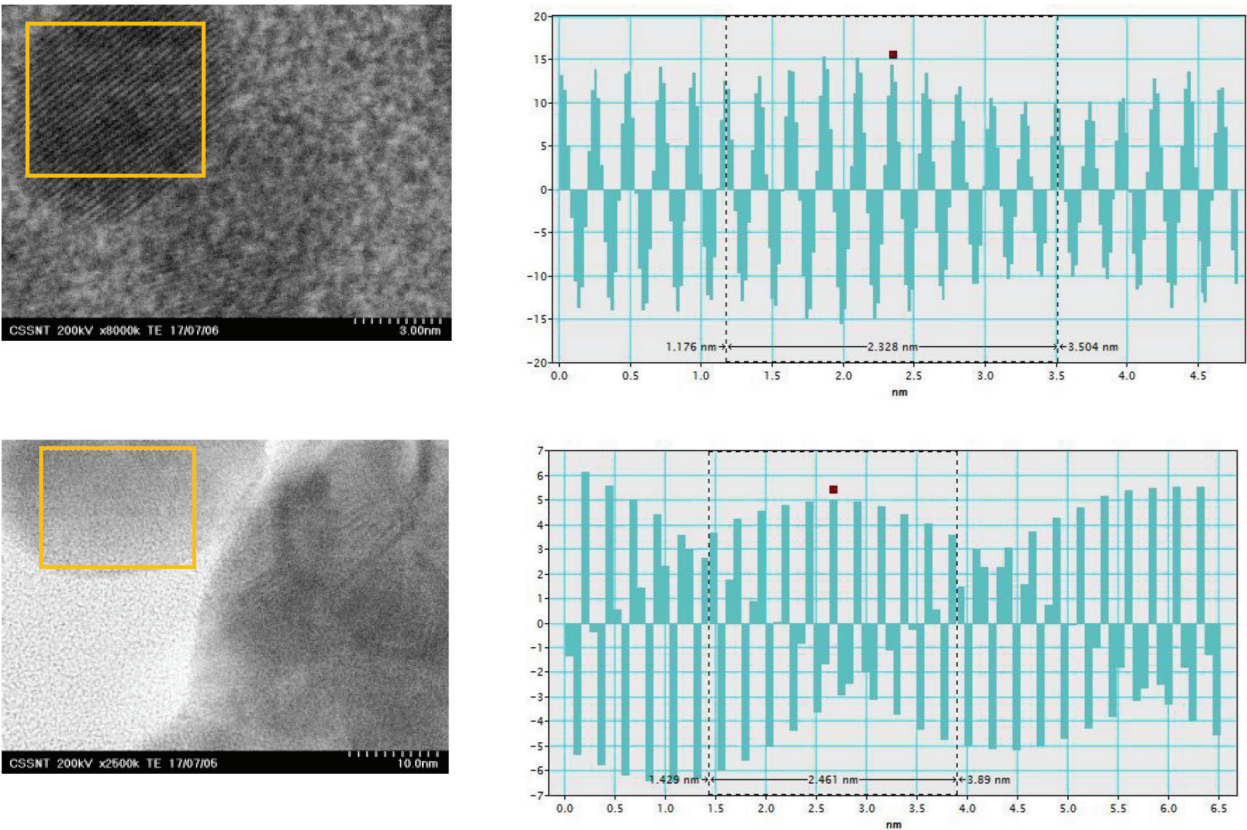 CSSNT 200kV x8000k TE 17/07/06
3.00nm
20
15
10
5
0
−5
−10
−15
−20
1.176 nm
2.328 nm
3.504 nm
0.0 0.5 1.0 1.5 2.0 2.5 3.0 3.5 4.0 4.5
nm
CSSNT 200kV x2500k TE 17/07/05
10.0nm
7
6
5
4
3
2
1
0
−1
−2
−3
−4
−5
−6
−7
1.429 nm
2.461 nm
3.89 nm
0.0 0.5 1.0 1.5 2.0 2.5 3.0 3.5 4.0 4.5 5.0 5.5 6.0 6.5
nm